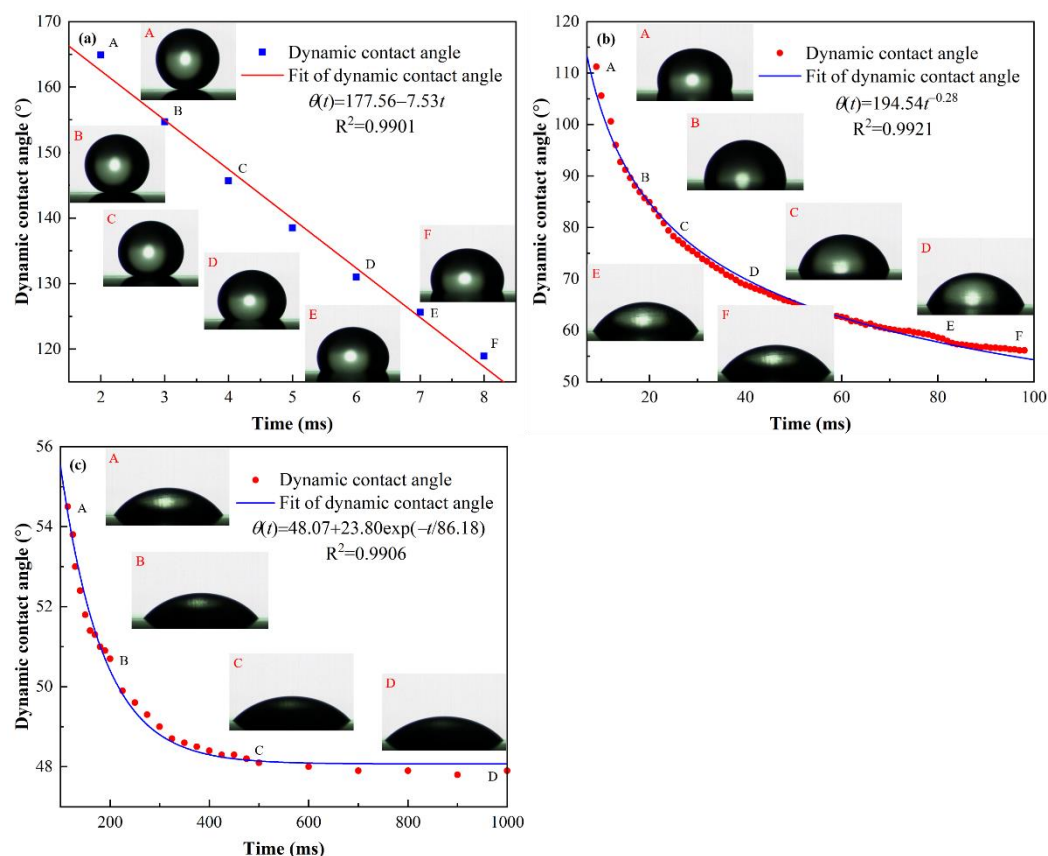 (a)
A
B
C
D
E
F
A
B
C
D
E
F
Dynamic contact angle
Fit of dynamic contact angle
θ(t)=177.56−7.53t
R²=0.9901
170
160
150
140
130
120
Dynamic contact angle (°)
2 3 4 5 6 7 8
Time (ms)
(b)
A
B
C
D
E
F
A
B
C
D
E
F
Dynamic contact angle
Fit of dynamic contact angle
θ(t)=194.54t⁻⁰·²⁸
R²=0.9921
120
110
100
90
80
70
60
50
Dynamic contact angle (°)
20 40 60 80 100
Time (ms)
(c)
A
B
C
D
A
B
C
D
Dynamic contact angle
Fit of dynamic contact angle
θ(t)=48.07+23.80exp(−t/86.18)
R²=0.9906
56
54
52
50
48
Dynamic contact angle (°)
200 400 600 800 1000
Time (ms)